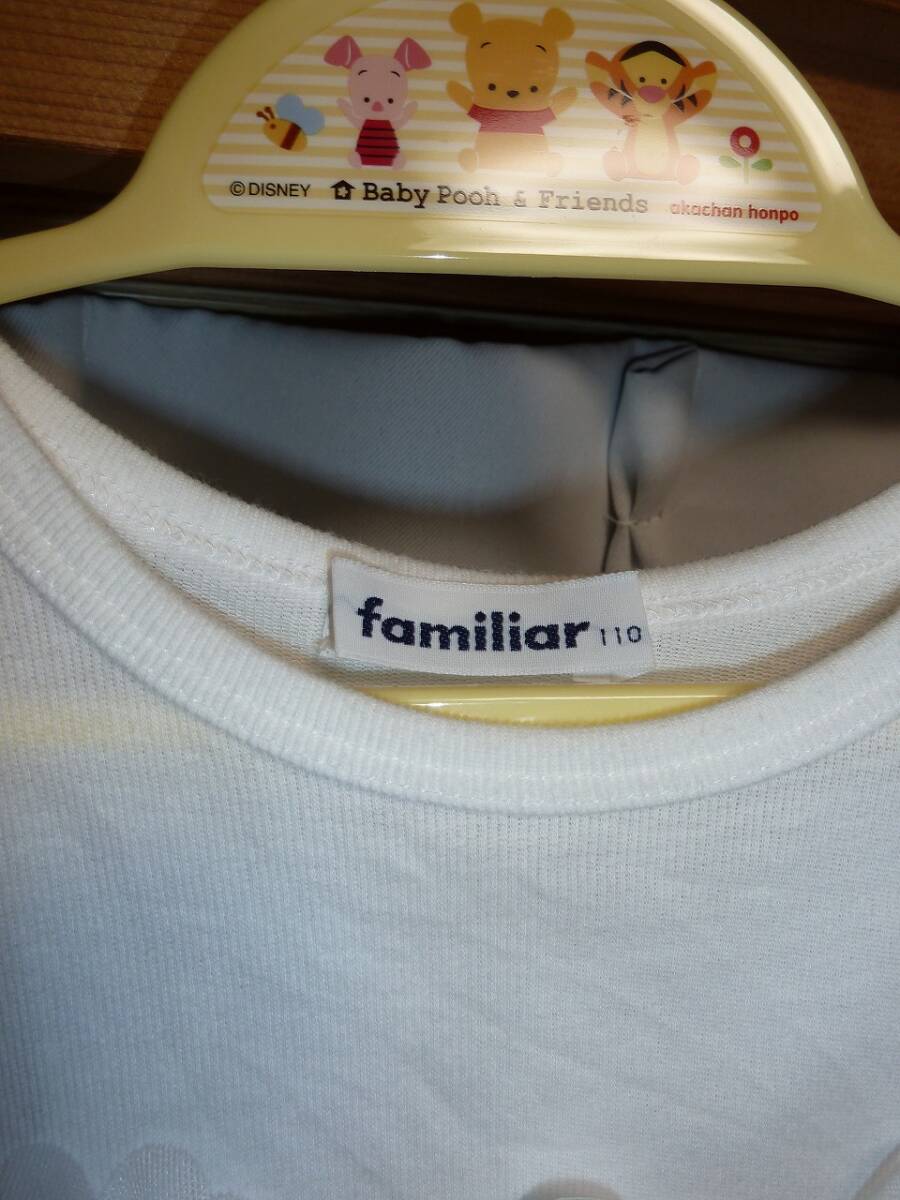 ©DISNEY Baby Pooh & Friends akachan honpo
familiar 110